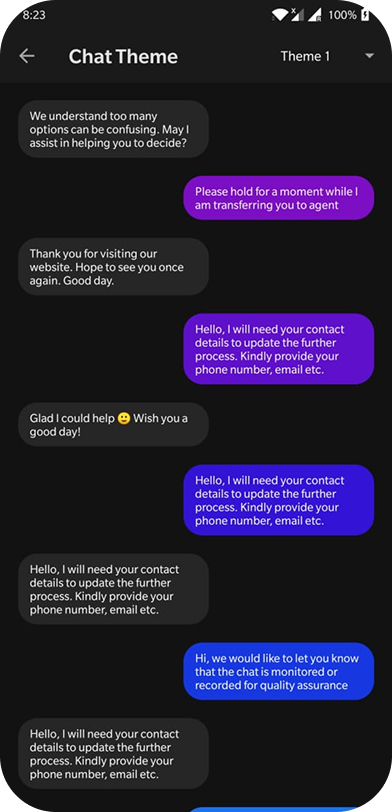 8:23
100%
Chat Theme
Theme 1
We understand too many
options can be confusing. May I
assist in helping you to decide?
Please hold for a moment while I
am transferring you to agent
Thank you for visiting our
website. Hope to see you once
again. Good day.
Hello, I will need your contact
details to update the further
process. Kindly provide your
phone number, email etc.
Glad I could help 🙂 Wish you a
good day!
Hello, I will need your contact
details to update the further
process. Kindly provide your
phone number, email etc.
Hello, I will need your contact
details to update the further
process. Kindly provide your
phone number, email etc.
Hi, we would like to let you know
that the chat is monitored or
recorded for quality assurance
Hello, I will need your contact
details to update the further
process. Kindly provide your
phone number, email etc.